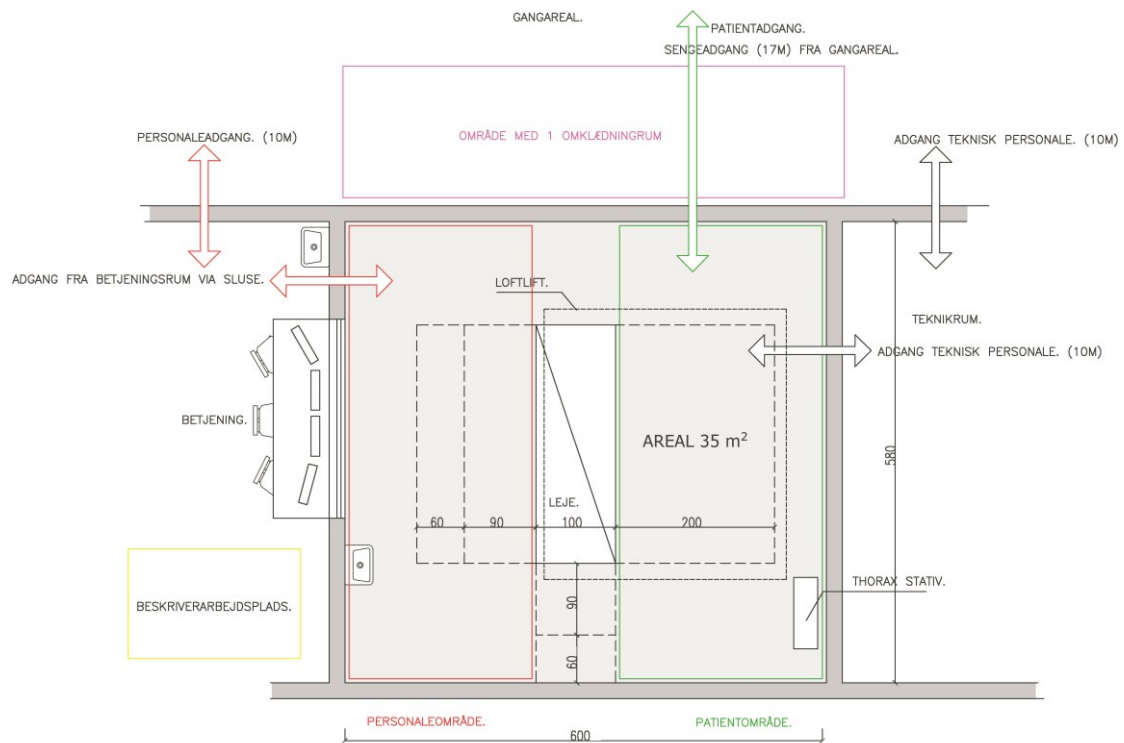 GANGAREAL.
PATIENTADGANG.
SENGEADGANG (17M) FRA GANGAREAL.
PERSONALEADGANG. (10M)
OMRÅDE MED 1 OMKLÆDNINGRUM
ADGANG TEKNISK PERSONALE. (10M)
ADGANG FRA BETJENINGSRUM VIA SLUSE.
LOFTLIFT.
TEKNIKRUM.
ADGANG TEKNISK PERSONALE. (10M)
BETJENING.
AREAL 35 m²
580
LEJE.
60
90
100
200
THORAX STATIV.
90
BESKRIVERARBEJDSPLADS.
60
PERSONALEOMRÅDE.
PATIENTOMRÅDE.
600